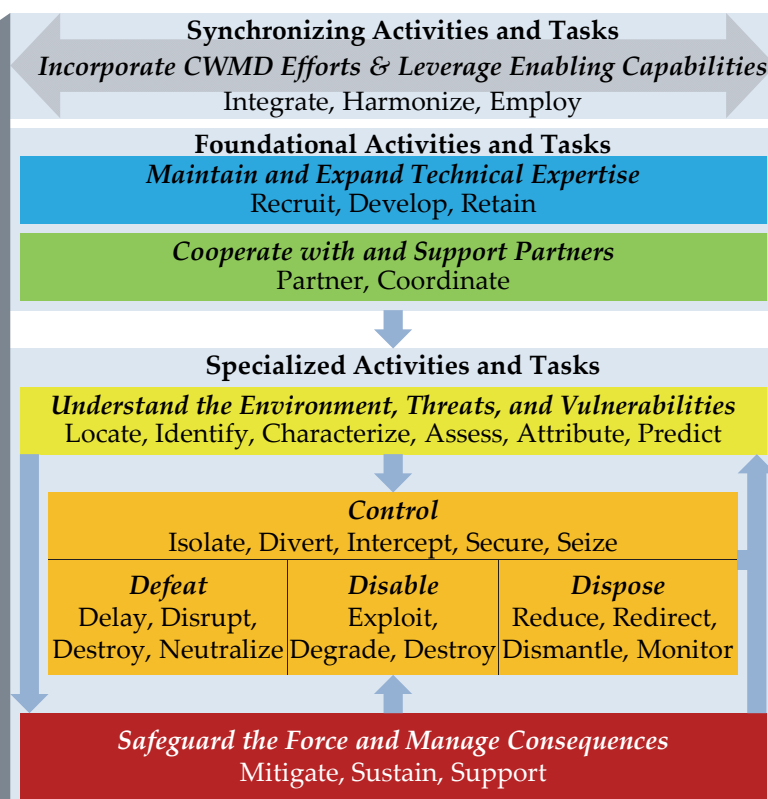 Synchronizing Activities and Tasks
Incorporate CWMD Efforts & Leverage Enabling Capabilities
Integrate, Harmonize, Employ
Foundational Activities and Tasks
Maintain and Expand Technical Expertise
Recruit, Develop, Retain
Cooperate with and Support Partners
Partner, Coordinate
Specialized Activities and Tasks
Understand the Environment, Threats, and Vulnerabilities
Locate, Identify, Characterize, Assess, Attribute, Predict
Control
Isolate, Divert, Intercept, Secure, Seize
Defeat
Delay, Disrupt,
Destroy, Neutralize
Disable
Exploit,
Degrade, Destroy
Dispose
Reduce, Redirect,
Dismantle, Monitor
Safeguard the Force and Manage Consequences
Mitigate, Sustain, Support